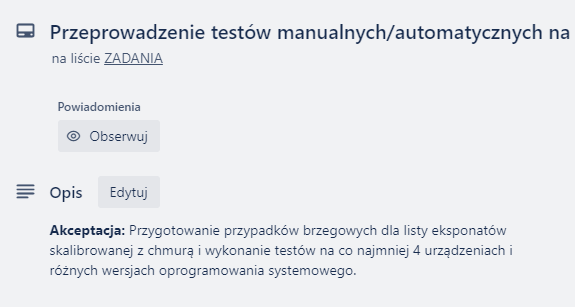 Przeprowadzenie testów manualnych/automatycznych na
na liście ZADANIA
Powiadomienia
Obserwuj
Opis Edytuj
Akceptacja: Przygotowanie przypadków brzegowych dla listy eksponatów
skalibrowanej z chmurą i wykonanie testów na co najmniej 4 urządzeniach i
różnych wersjach oprogramowania systemowego.